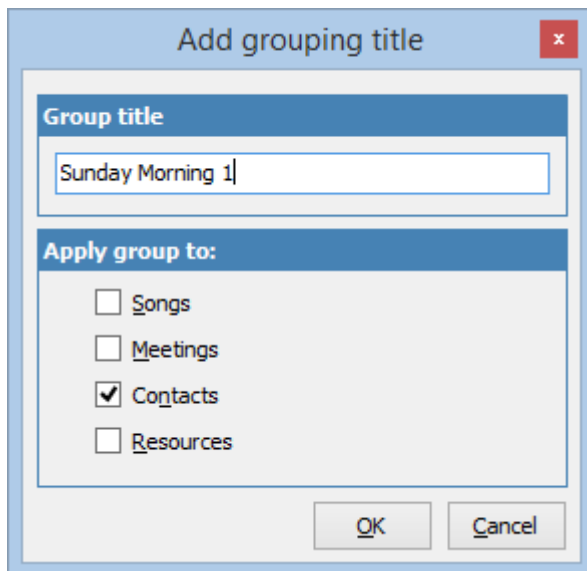 Add grouping title
x
Group title
Sunday Morning 1
Apply group to:
Songs
Meetings
Contacts
Resources
OK Cancel